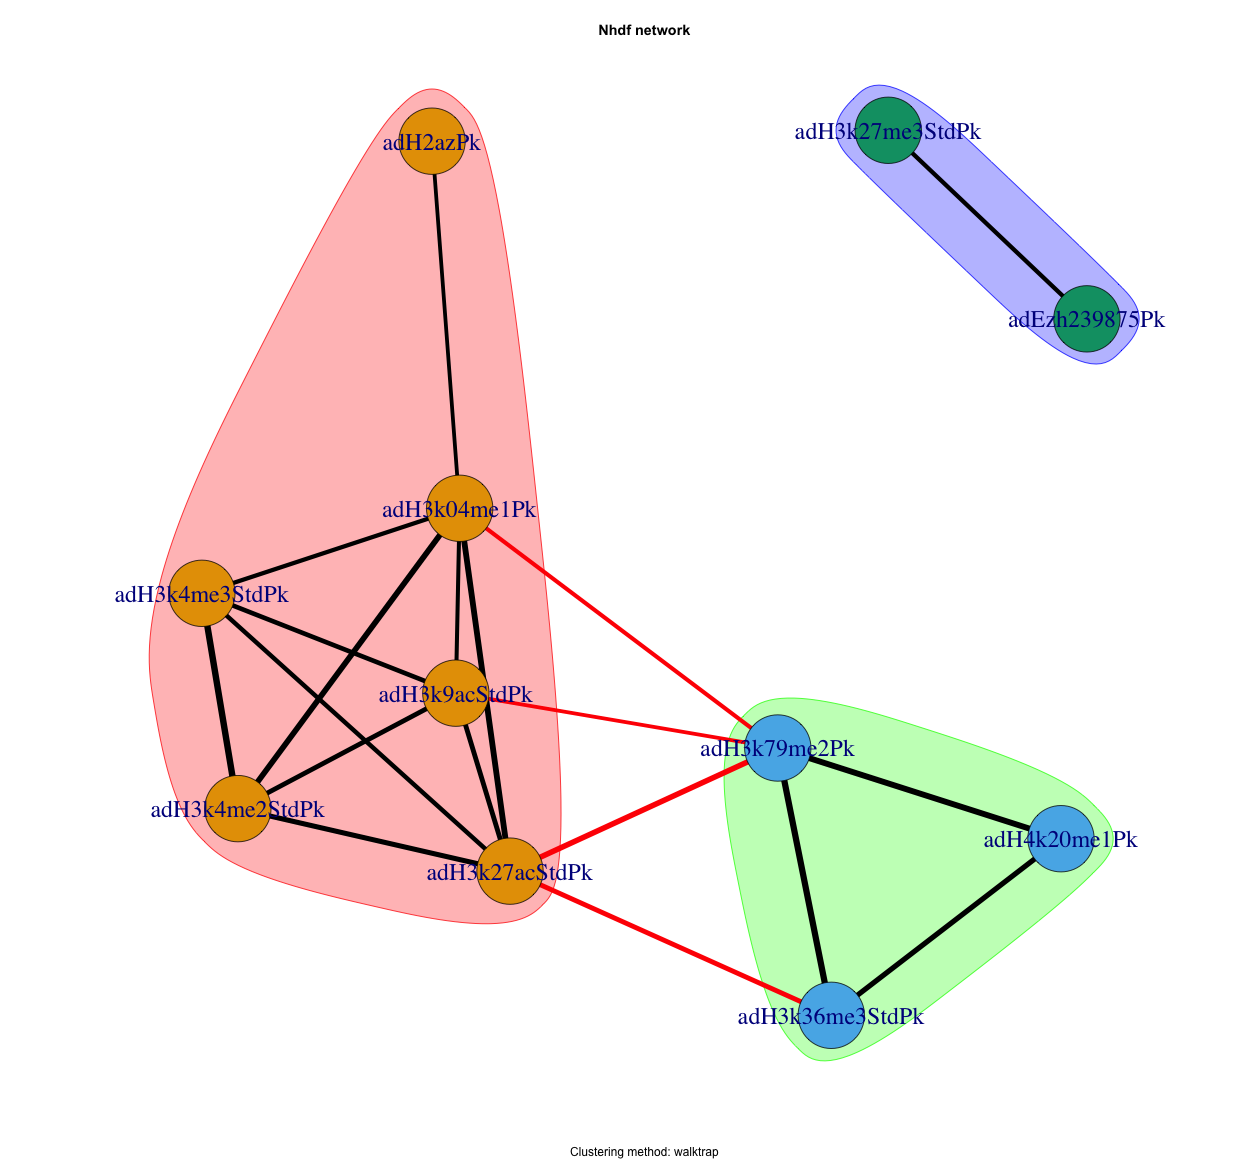 Nhdf network
adH2azPk
adH3k27me3StdPk
adEzh239875Pk
adH3k04me1Pk
adH3k4me3StdPk
adH3k9acStdPk
adH3k79me2Pk
adH3k4me2StdPk
adH4k20me1Pk
adH3k27acStdPk
adH3k36me3StdPk
Clustering method: walktrap